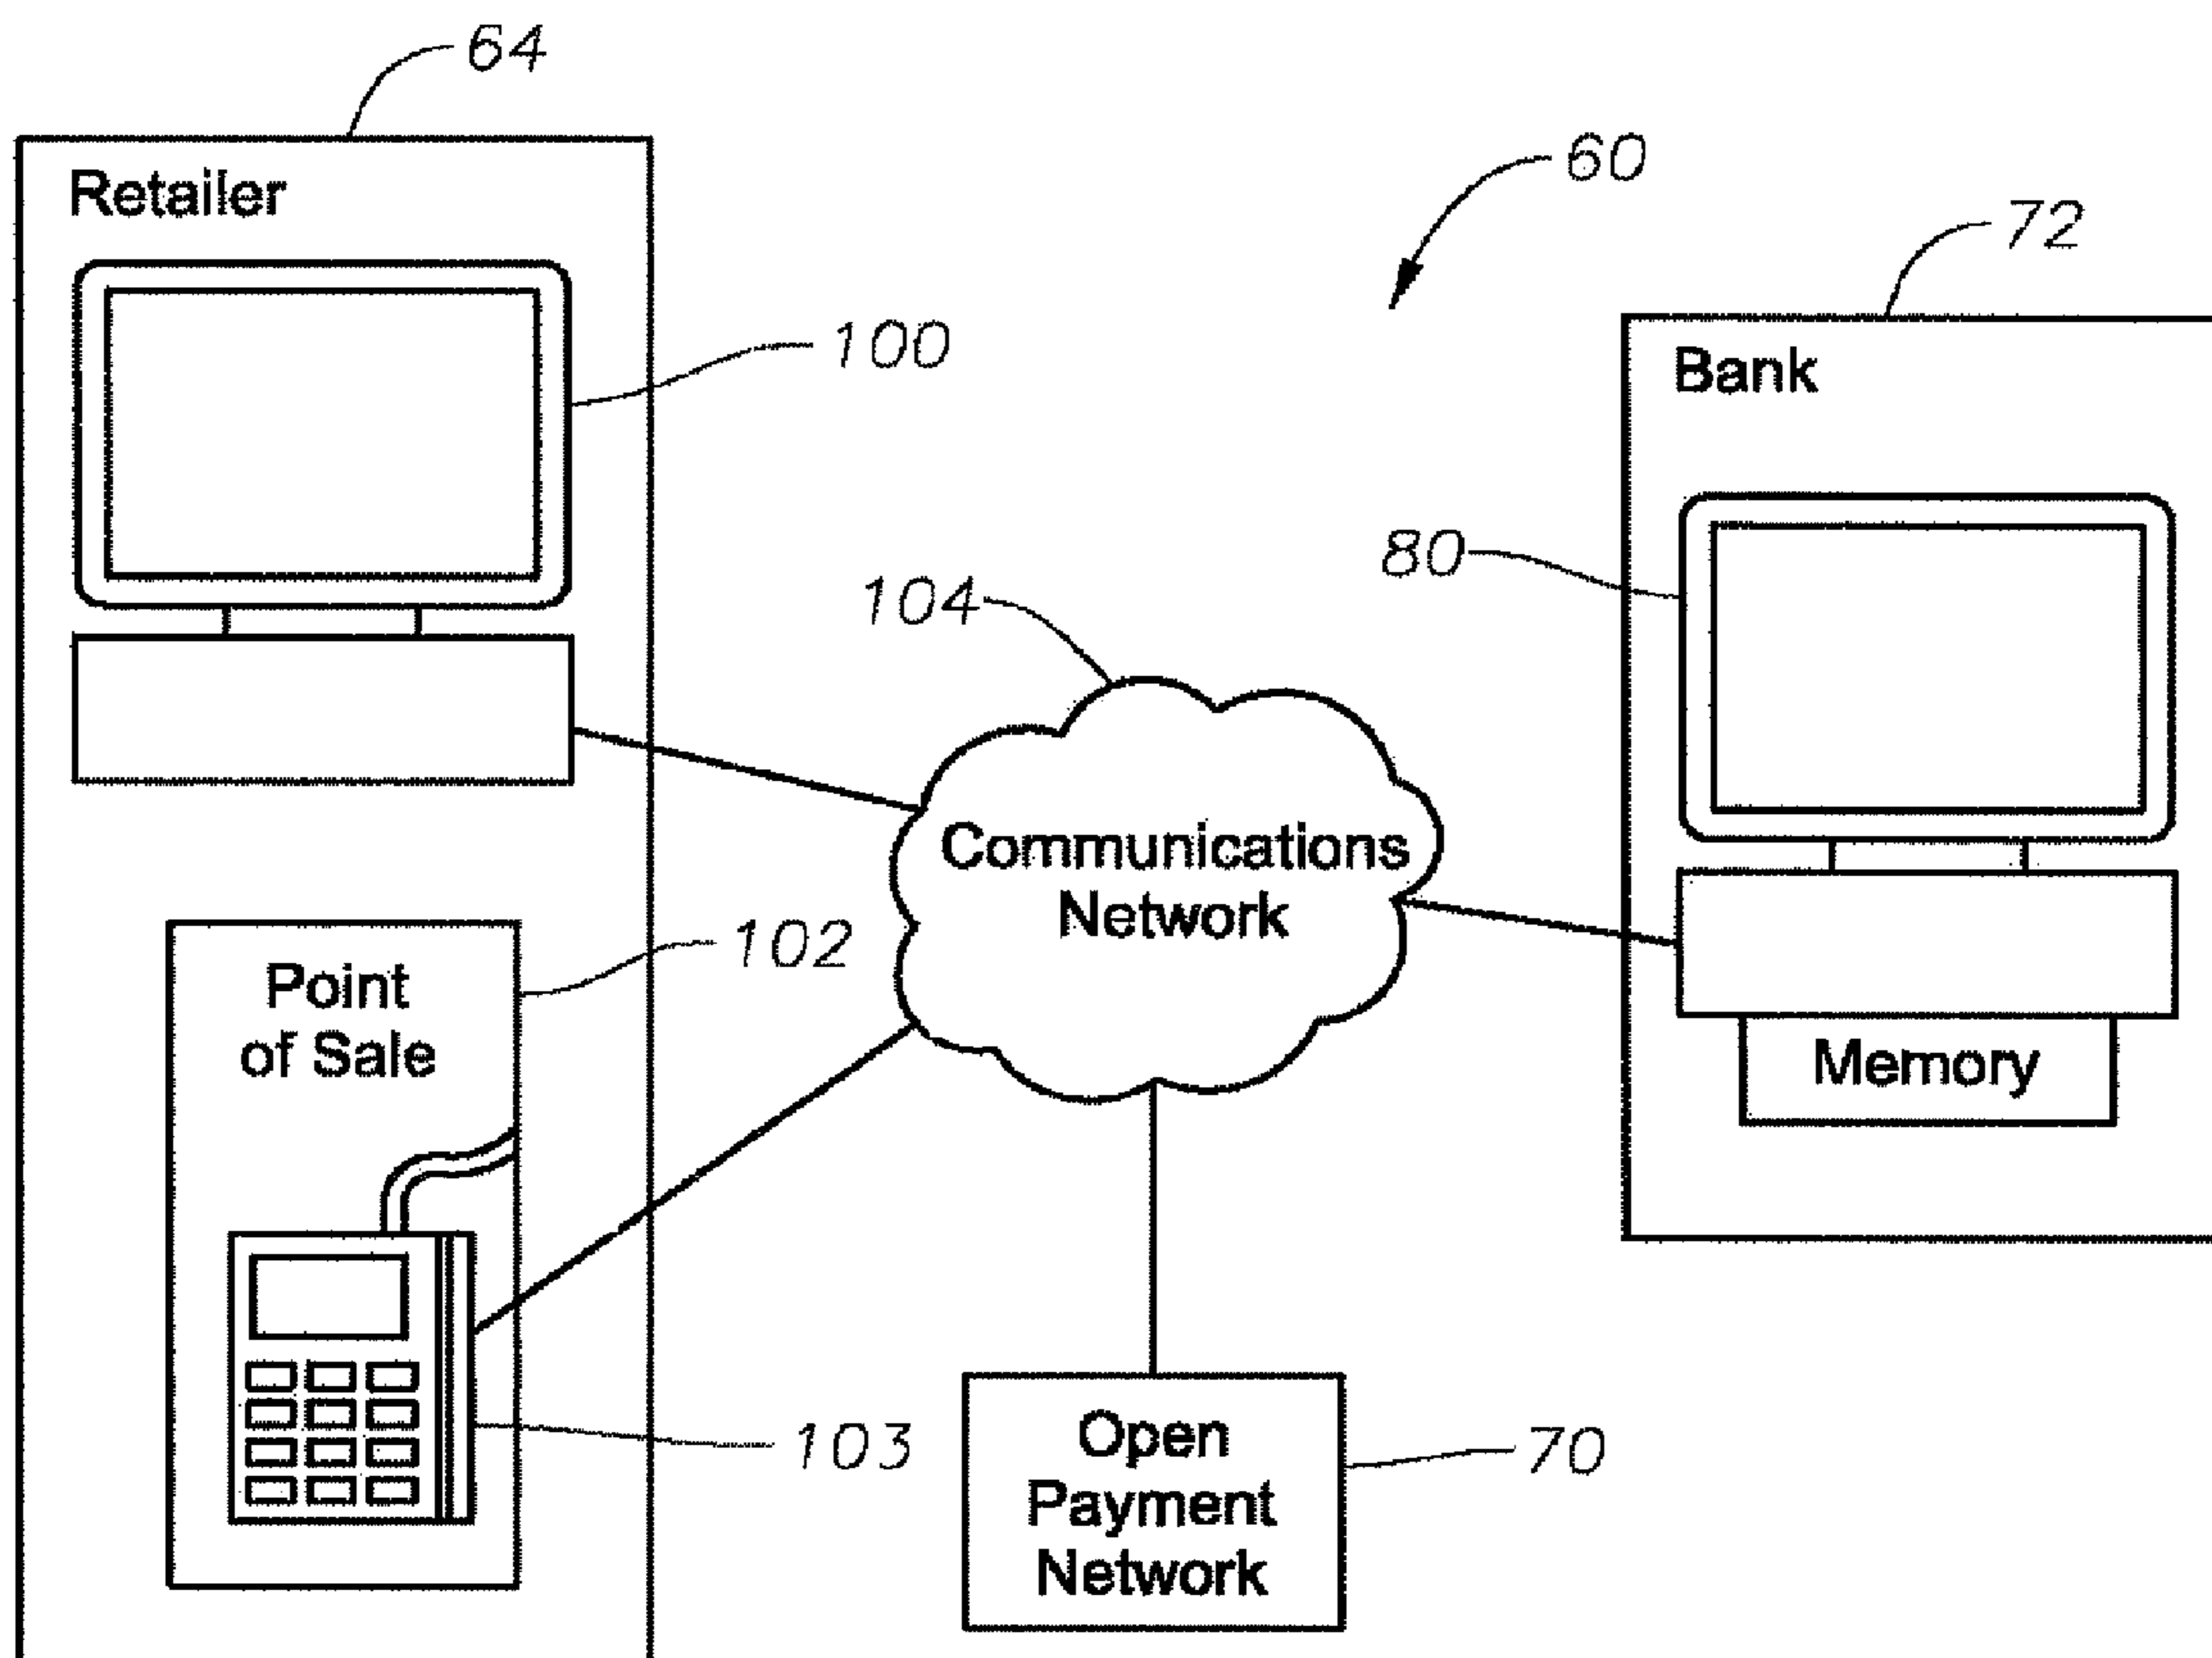 64
Retailer
60
72
100
Bank
80
104
Communications
Network
102
Point
of Sale
Memory
103
Open
Payment
Network
70